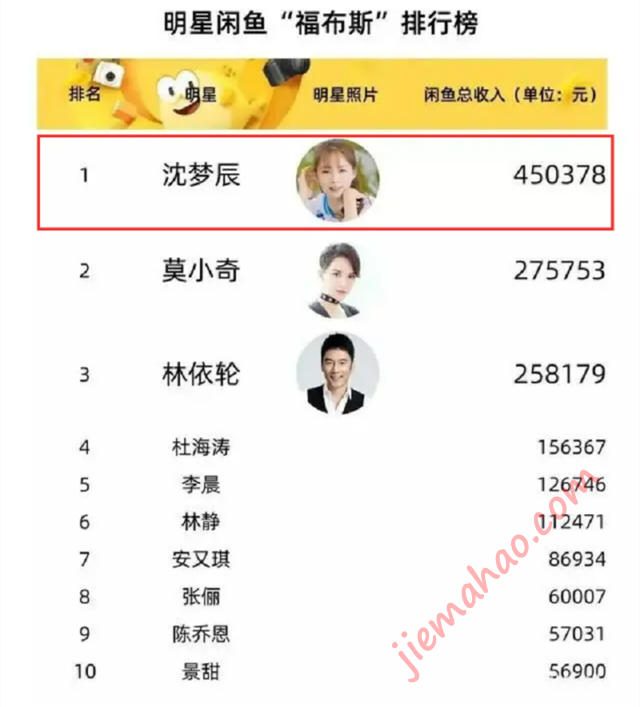 明星闲鱼“福布斯”排行榜
排名 明星 明星照片 闲鱼总收入（单位：元）
1 沈梦辰 450378
2 莫小奇 275753
3 林依轮 258179
4 杜海涛 156367
5 李晨 126746
6 林静 112471
7 安又琪 86934
8 张俪 60007
9 陈乔恩 57031
10 景甜 56900
jiemahao.com